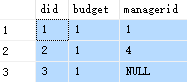 did budget managerid
1 1 1 1
2 2 1 4
3 3 1 NULL